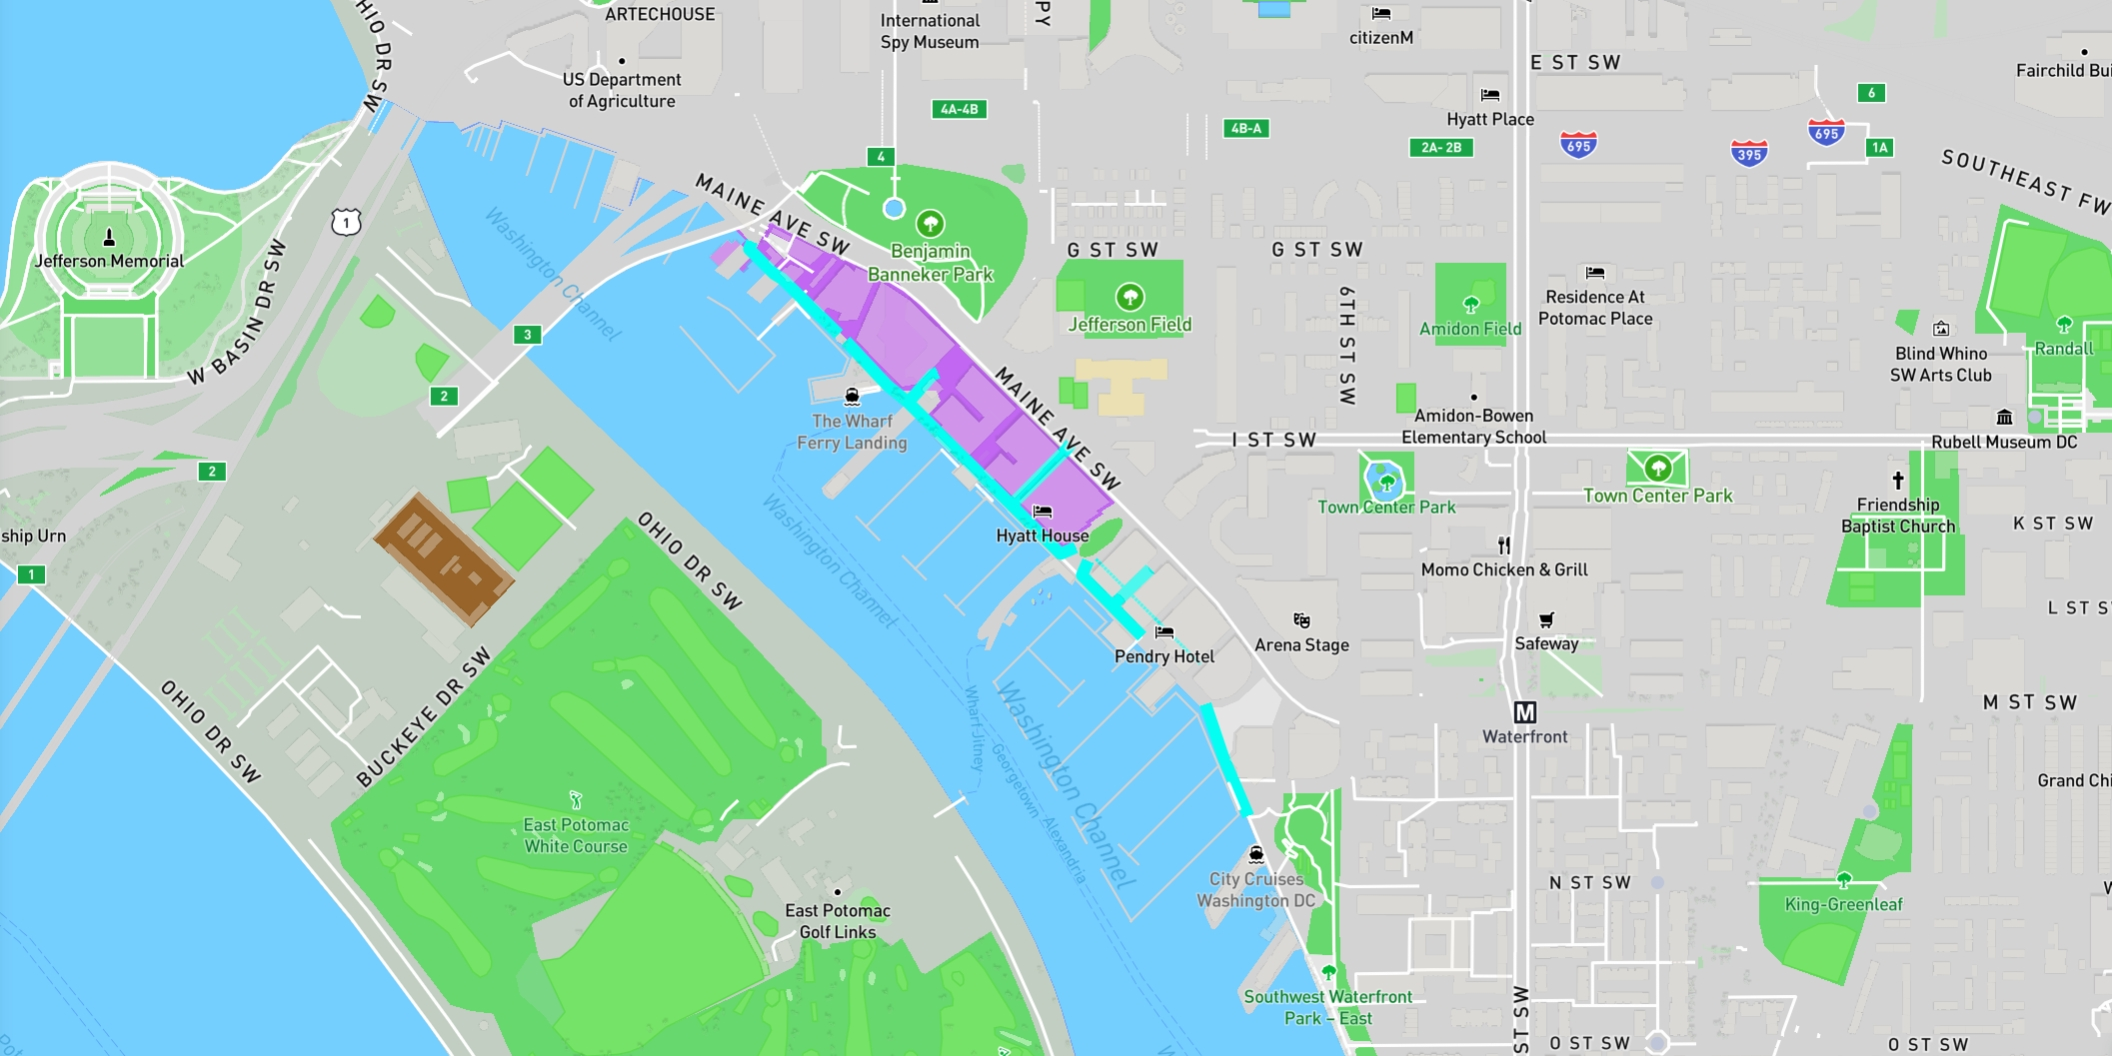 OHIO DR SW
ARTECHOUSE
International
Spy Museum
PY
citizenM
E ST SW
US Department
of Agriculture
Fairchild Bui
4A-4B
Hyatt Place
6
4
4B-A
2A-2B
695
395
695
1A
SOUTHEAST FW
MAINE AVE SW
1
Washington Channel
Jefferson Memorial
Benjamin
Banneker Park
G ST SW
G ST SW
6TH ST SW
Residence At
Potomac Place
Jefferson Field
Amidon Field
W BASIN DR SW
3
Blind Whino
SW Arts Club
Randall
2
The Wharf
Ferry Landing
MAINE AVE SW
Amidon-Bowen
Elementary School
I ST SW
Rubell Museum DC
2
Town Center Park
Town Center Park
Friendship
Baptist Church
K ST SW
ship Urn
Hyatt House
OHIO DR SW
Washington Channel
1
Momo Chicken & Grill
L ST S
Arena Stage
Safeway
Pendry Hotel
BUCKEYE DR SW
OHIO DR SW
Wharf Jitney
Washington Channel
Georgetown - Alexandria
M
Waterfront
M ST SW
Grand Chi
East Potomac
White Course
City Cruises
Washington DC
N ST SW
King-Greenleaf
W
East Potomac
Golf Links
Southwest Waterfront
Park – East
ST SW
O ST SW
O ST SW
Pot
W